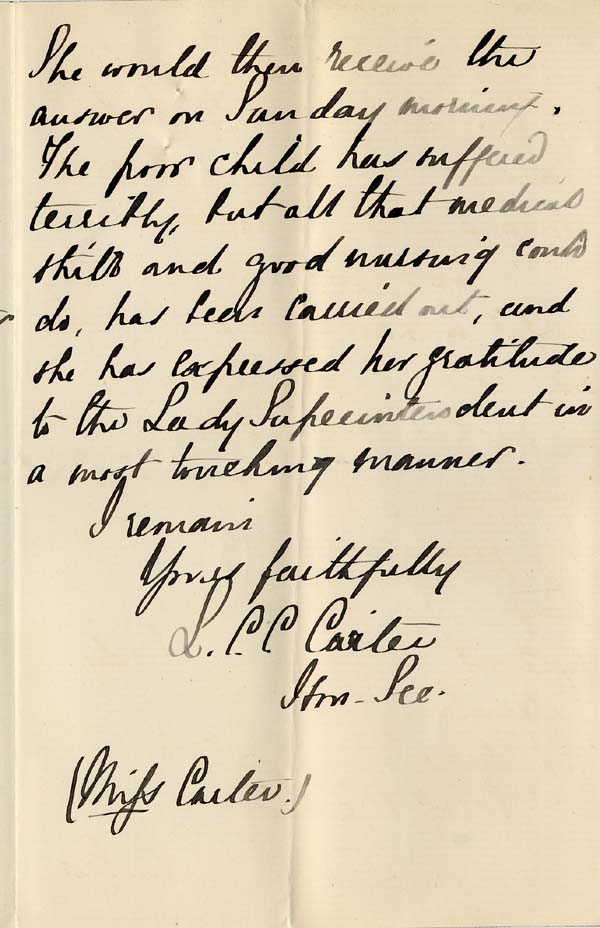 She would then receive the
answer on Sunday morning.
The poor child has suffered
terribly, but all that medical
skill and good nursing could
do, has been carried out, and
she has expressed her gratitude
to the Lady Superintendent in
a most touching manner.
I remain
Yours faithfully
L. C. C. Carter
Hon - Sec.
(Miss Carter.)